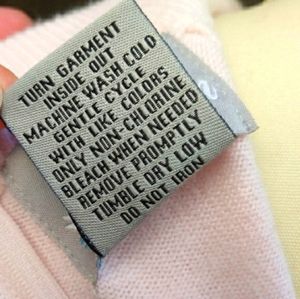 TURN GARMENT
INSIDE OUT
MACHINE WASH COLD
GENTLE CYCLE
WITH LIKE COLORS
ONLY NON-CHLORINE
BLEACH WHEN NEEDED
REMOVE PROMPTLY
TUMBLE DRY LOW
DO NOT IRON